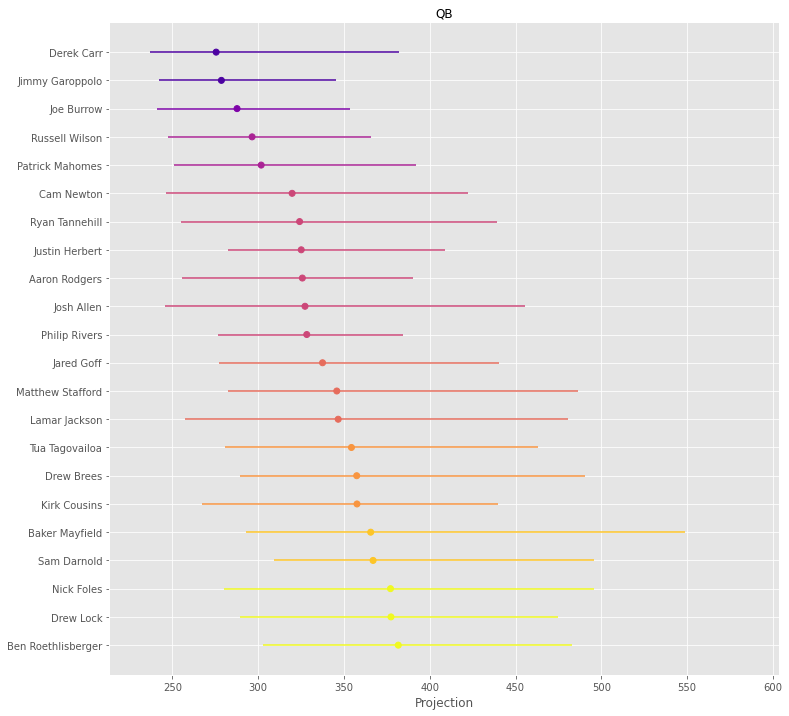 QB
Derek Carr
Jimmy Garoppolo
Joe Burrow
Russell Wilson
Patrick Mahomes
Cam Newton
Ryan Tannehill
Justin Herbert
Aaron Rodgers
Josh Allen
Philip Rivers
Jared Goff
Matthew Stafford
Lamar Jackson
Tua Tagovailoa
Drew Brees
Kirk Cousins
Baker Mayfield
Sam Darnold
Nick Foles
Drew Lock
Ben Roethlisberger
250 300 350 400 450 500 550 600
Projection